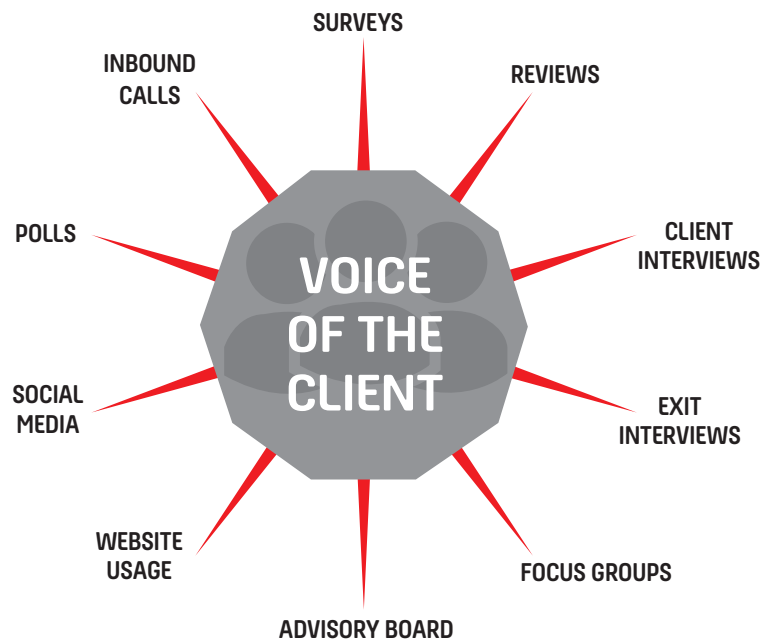 SURVEYS
REVIEWS
CLIENT
INTERVIEWS
EXIT
INTERVIEWS
FOCUS GROUPS
ADVISORY BOARD
WEBSITE
USAGE
SOCIAL
MEDIA
POLLS
INBOUND
CALLS
VOICE
OF THE
CLIENT